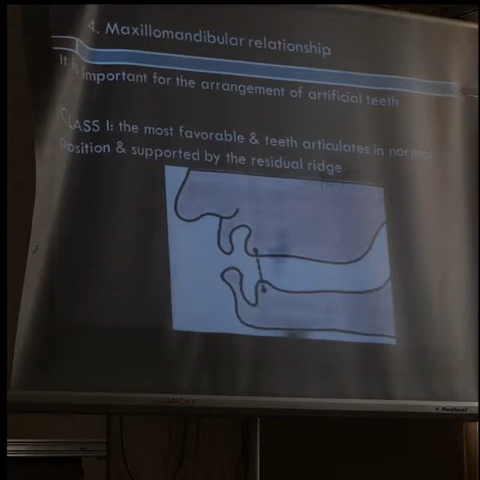 4. Maxillomandibular relationship
It is important for the arrangement of artificial teeth
CLASS I: the most favorable & teeth articulates in normal
Position & supported by the residual ridge